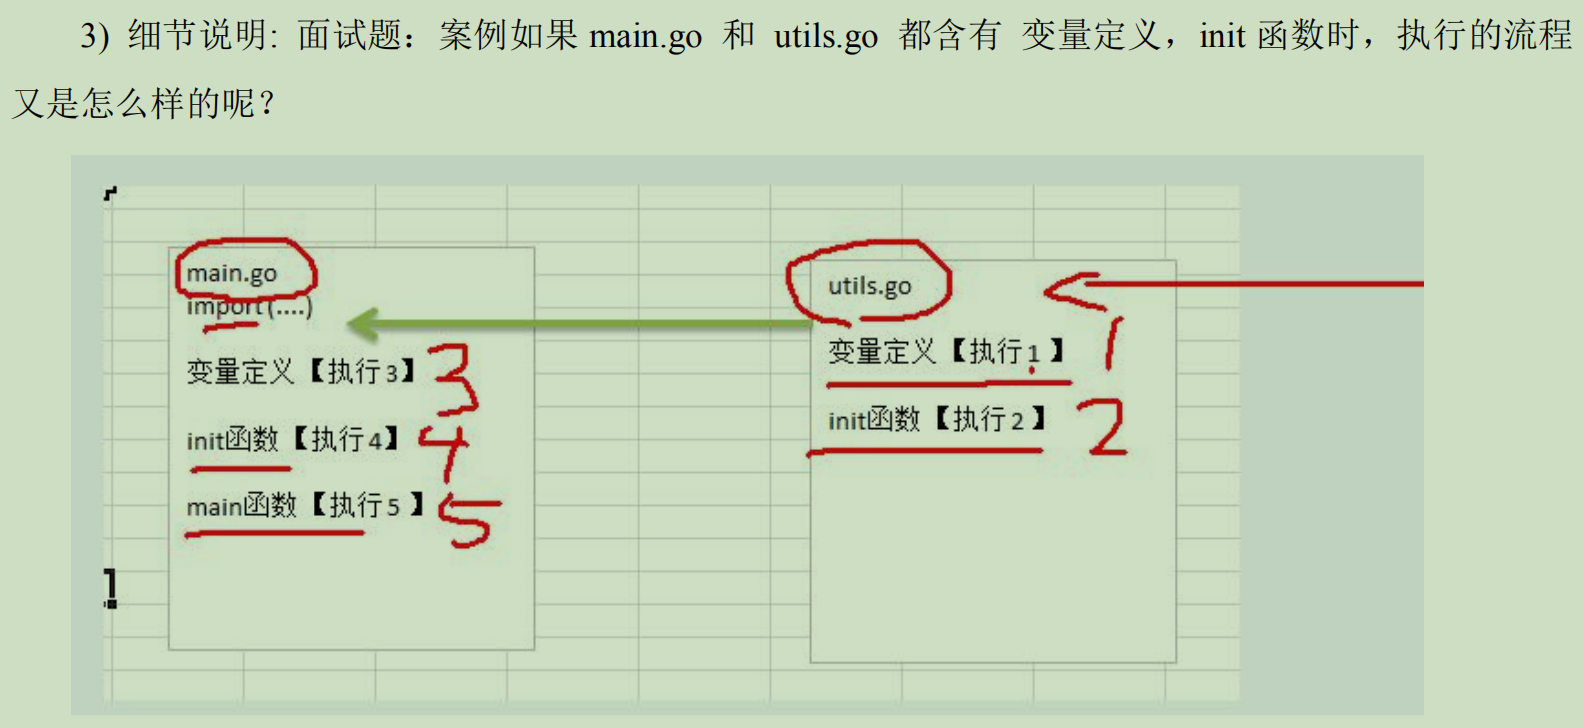 3) 细节说明: 面试题：案例如果 main.go 和 utils.go 都含有 变量定义，init 函数时，执行的流程
又是怎么样的呢？
main.go
import(....)
变量定义【执行3】 3
init函数【执行4】 4
main函数【执行5 】 5
utils.go
变量定义【执行1 】 1
init函数【执行2 】 2